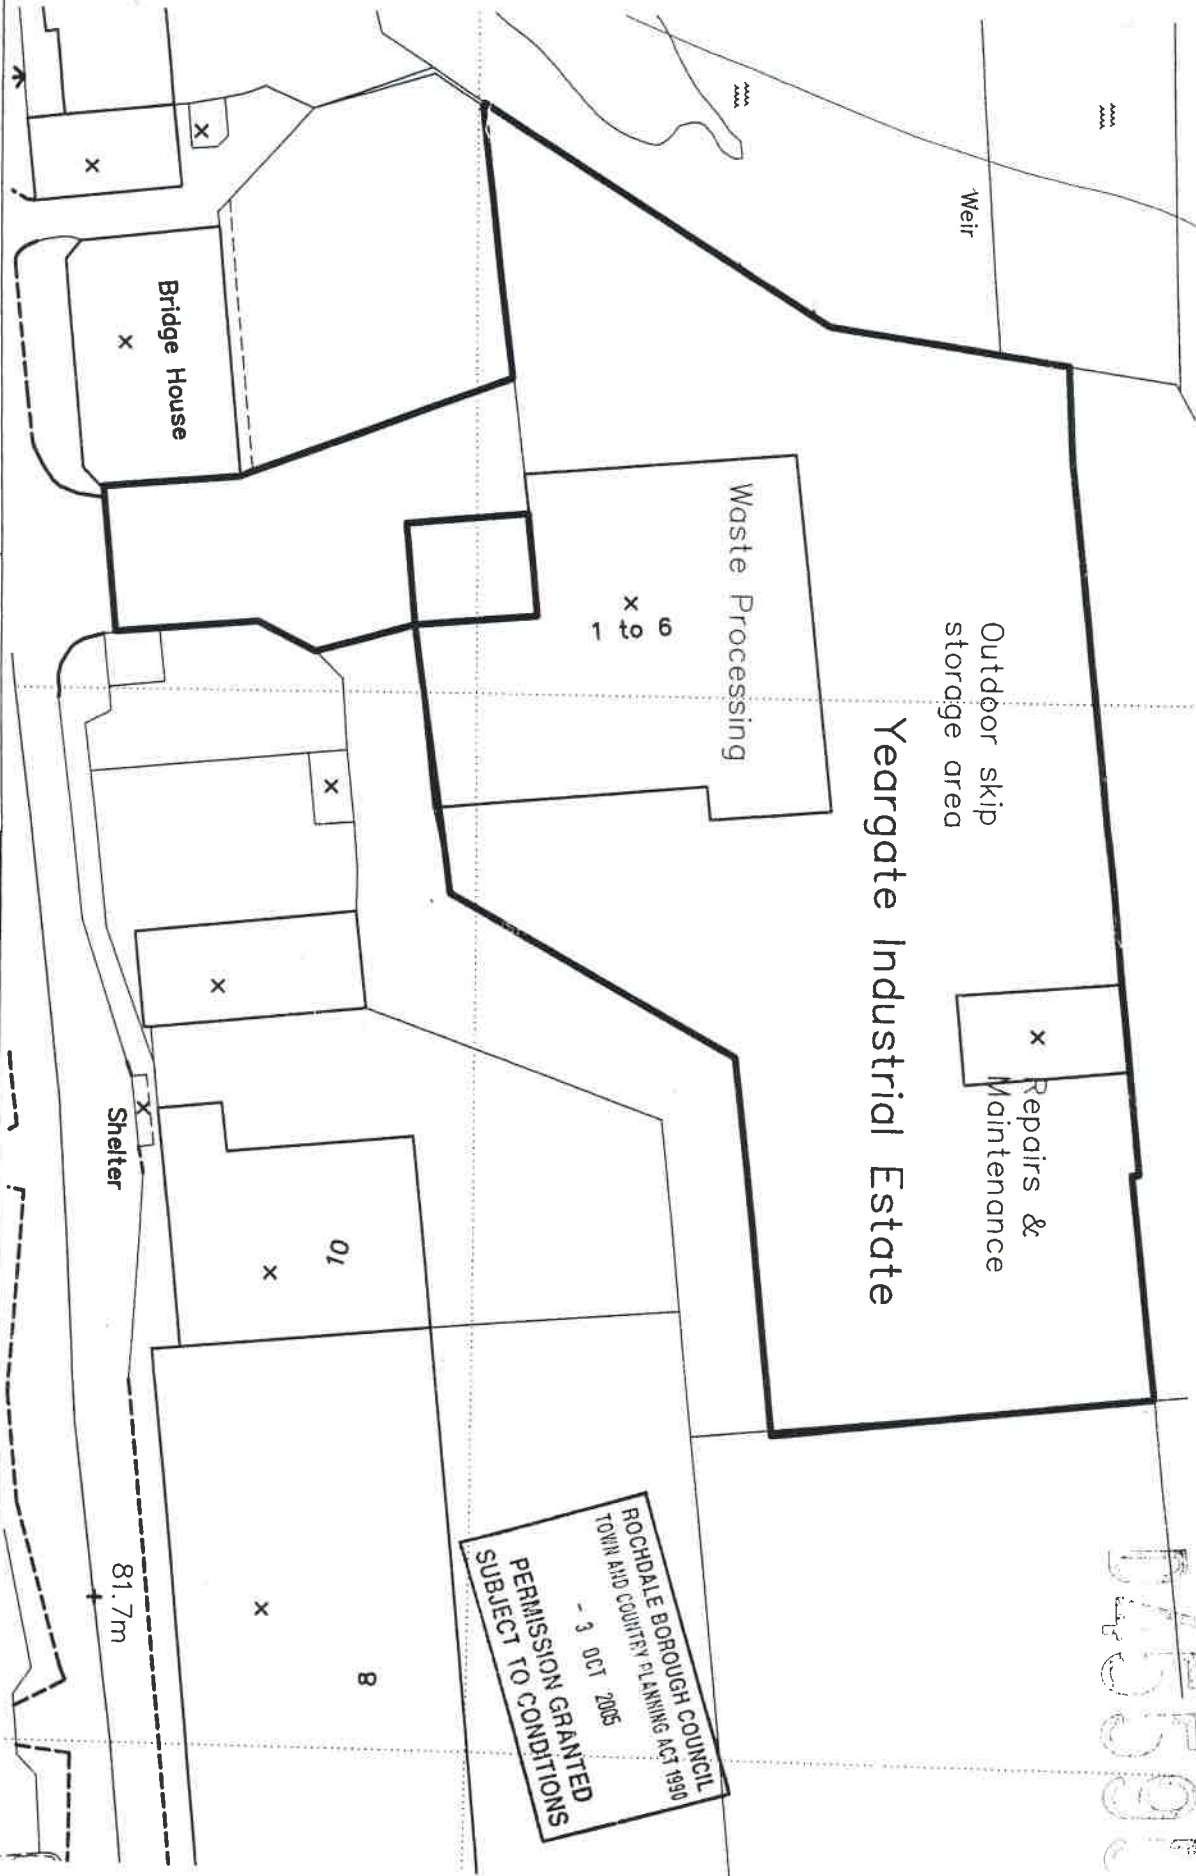 Weir
Bridge House
Waste Processing
1 to 6
Outdoor skip
storage area
Yeargate Industrial Estate
Repairs &
Maintenance
Shelter
10
8
81.7m
ROCHDALE BOROUGH COUNCIL
TOWN AND COUNTRY PLANNING ACT 1990
- 3 OCT 2005
PERMISSION GRANTED
SUBJECT TO CONDITIONS